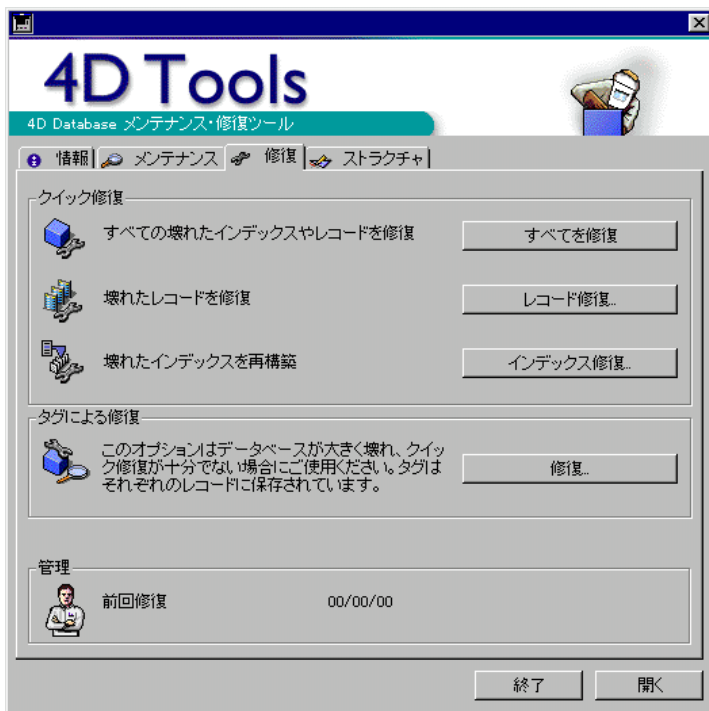 4D Tools
4D Database メンテナンス・修復ツール
情報 メンテナンス 修復 ストラクチャ
クイック修復
すべての壊れたインデックスやレコードを修復 すべてを修復
壊れたレコードを修復 レコード修復...
壊れたインデックスを再構築 インデックス修復...
タグによる修復
このオプションはデータベースが大きく壊れ、クイッ
ク修復が十分でない場合にご使用ください。タグは
それぞれのレコードに保存されています。
修復...
管理
前回修復 00/00/00
終了 開く